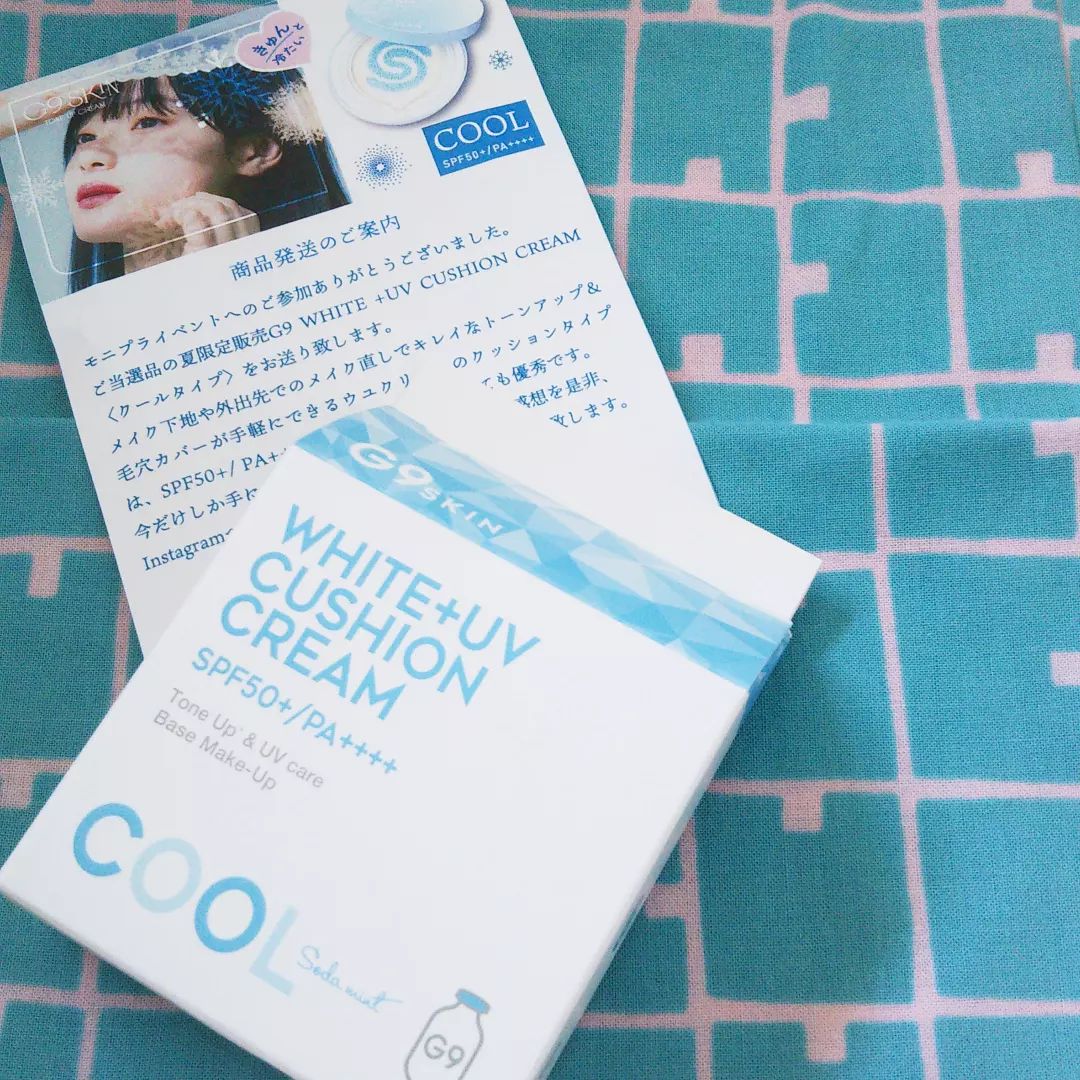 G9 SKIN
きゅんと
冷たい
COOL
SPF50+/PA++++
商品発送のご案内
モニプライベントへのご参加ありがとうございました。
ご当選品の夏限定販売G9 WHITE +UV CUSHION CREAM
〈クールタイプ〉をお送り致します。
メイク下地や外出先でのメイク直しでキレイなトーンアップ&
毛穴カバーが手軽にできるウユクリ のクッションタイプ
は、SPF50+/ PA+ ても優秀です。
今だけしか手に 感想を是非、
Instagram 致します。
G9 SKIN
WHITE+UV
CUSHION
CREAM
SPF50+/PA++++
Tone Up* & UV care
Base Make-Up
COOL
Soda mint
G9